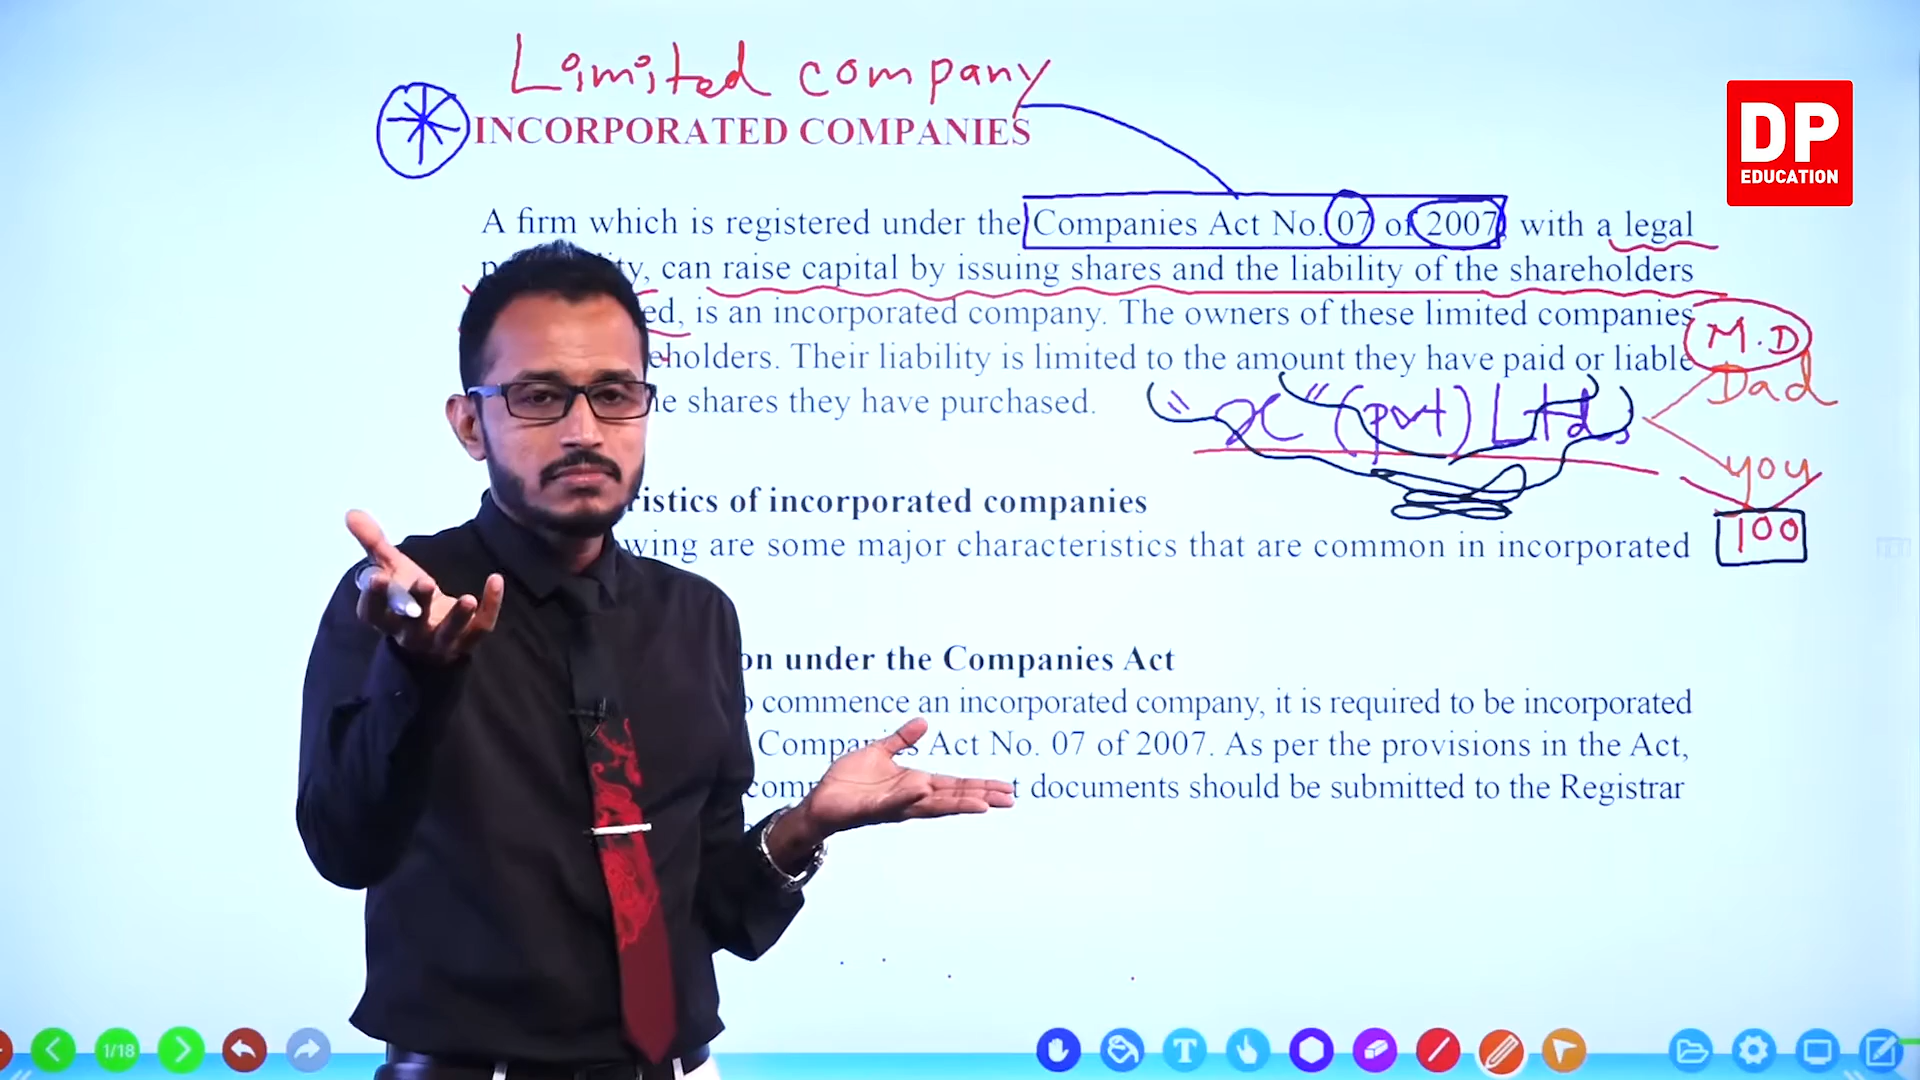 Limited company
INCORPORATED COMPANIES
DP
EDUCATION
A firm which is registered under the Companies Act No. 07 of 2007, with a legal
can raise capital by issuing shares and the liability of the shareholders
is an incorporated company. The owners of these limited companies
M.D
eholders. Their liability is limited to the amount they have paid or liable
Dad
he shares they have purchased.
"x" (pvt) Ltd
you
ristics of incorporated companies
100
wing are some major characteristics that are common in incorporated
on under the Companies Act
commence an incorporated company, it is required to be incorporated
Companies Act No. 07 of 2007. As per the provisions in the Act,
documents should be submitted to the Registrar
1/18
T